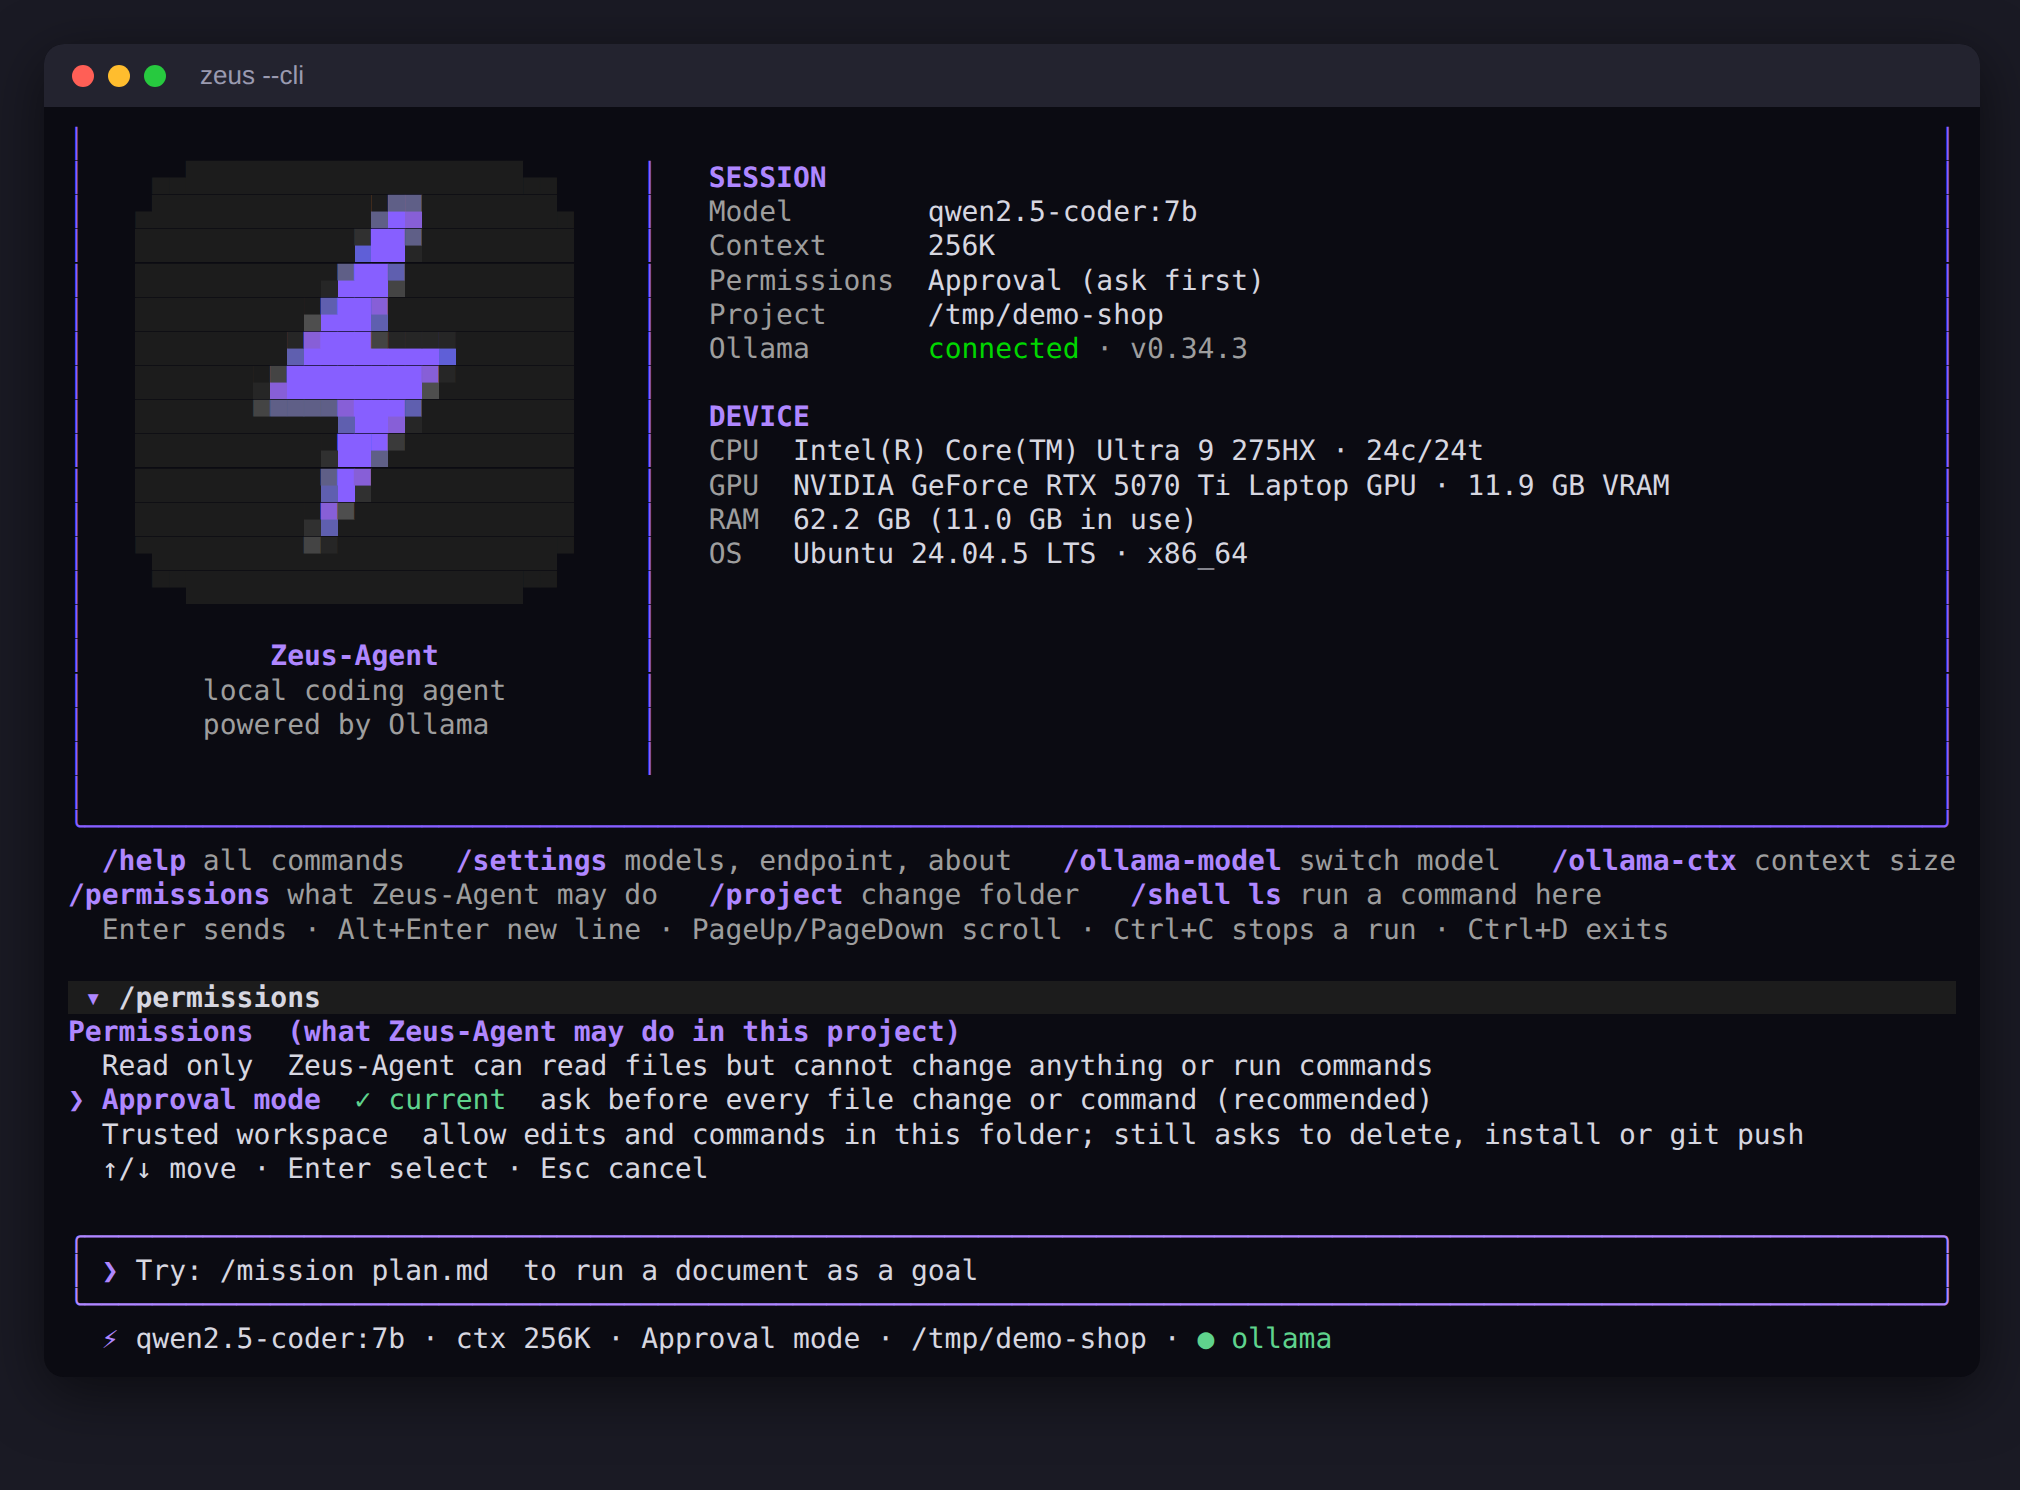 zeus --cli
SESSION
Model qwen2.5-coder:7b
Context 256K
Permissions Approval (ask first)
Project /tmp/demo-shop
Ollama connected · v0.34.3
DEVICE
CPU Intel(R) Core(TM) Ultra 9 275HX · 24c/24t
GPU NVIDIA GeForce RTX 5070 Ti Laptop GPU · 11.9 GB VRAM
RAM 62.2 GB (11.0 GB in use)
OS Ubuntu 24.04.5 LTS · x86_64
Zeus-Agent
local coding agent
powered by Ollama
/help all commands /settings models, endpoint, about /ollama-model switch model /ollama-ctx context size
/permissions what Zeus-Agent may do /project change folder /shell ls run a command here
Enter sends · Alt+Enter new line · PageUp/PageDown scroll · Ctrl+C stops a run · Ctrl+D exits
▾ /permissions
Permissions (what Zeus-Agent may do in this project)
Read only Zeus-Agent can read files but cannot change anything or run commands
❯ Approval mode ✓ current ask before every file change or command (recommended)
Trusted workspace allow edits and commands in this folder; still asks to delete, install or git push
↑/↓ move · Enter select · Esc cancel
❯ Try: /mission plan.md to run a document as a goal
⚡ qwen2.5-coder:7b · ctx 256K · Approval mode · /tmp/demo-shop · ● ollama